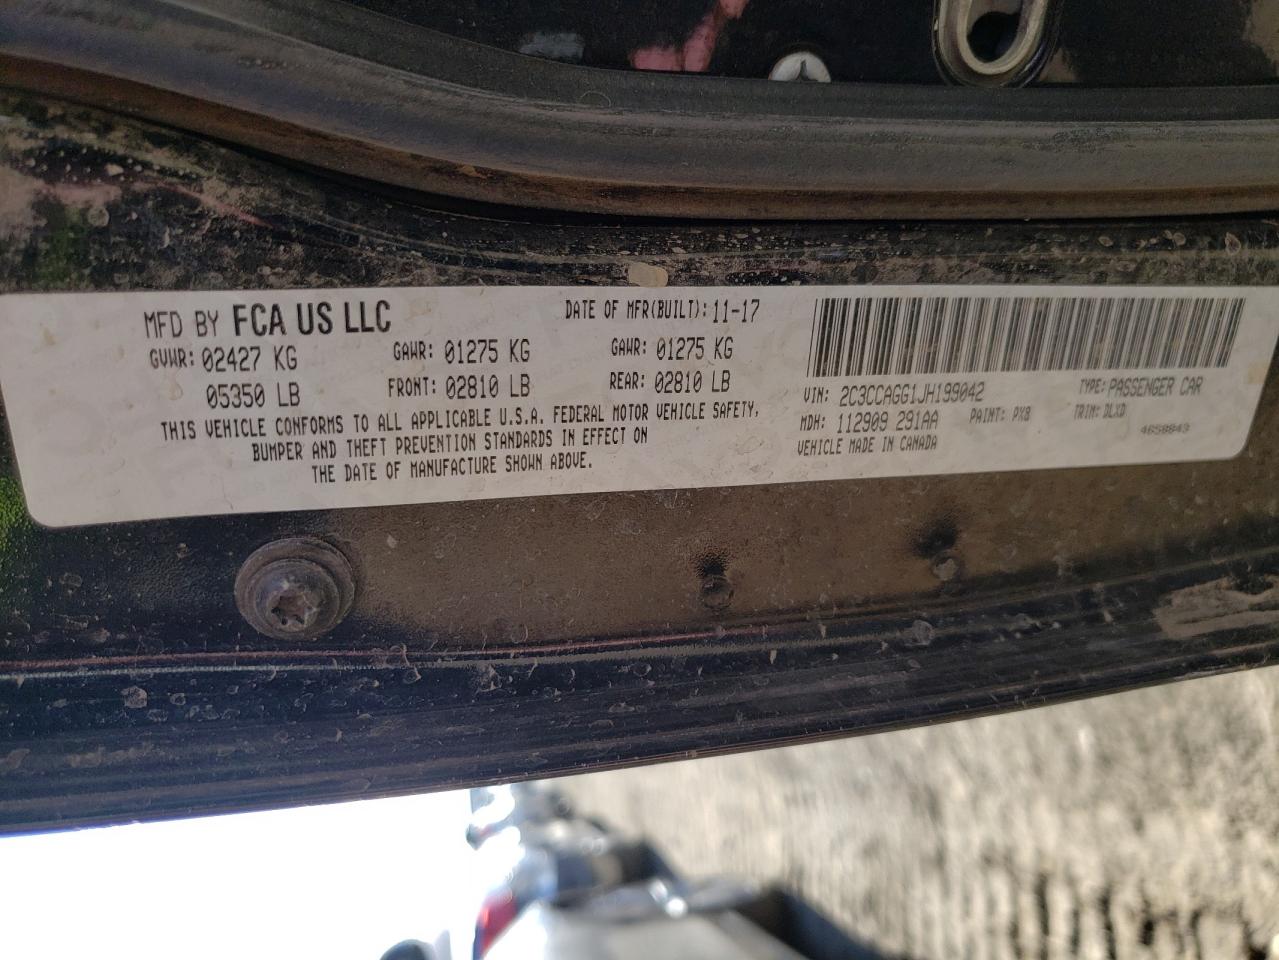 MFD BY FCA US LLC
DATE OF MFR(BUILT): 11-17
GVWR: 02427 KG
05350 LB
GAWR: 01275 KG
FRONT: 02810 LB
GAWR: 01275 KG
REAR: 02810 LB
THIS VEHICLE CONFORMS TO ALL APPLICABLE U.S.A. FEDERAL MOTOR VEHICLE SAFETY,
BUMPER AND THEFT PREVENTION STANDARDS IN EFFECT ON
THE DATE OF MANUFACTURE SHOWN ABOVE.
VIN: 2C3CCAGG1JH199042
TYPE: PASSENGER CAR
MDH: 112909 291AA
PAINT: PX8
TRIM: DLXD
VEHICLE MADE IN CANADA
4658843